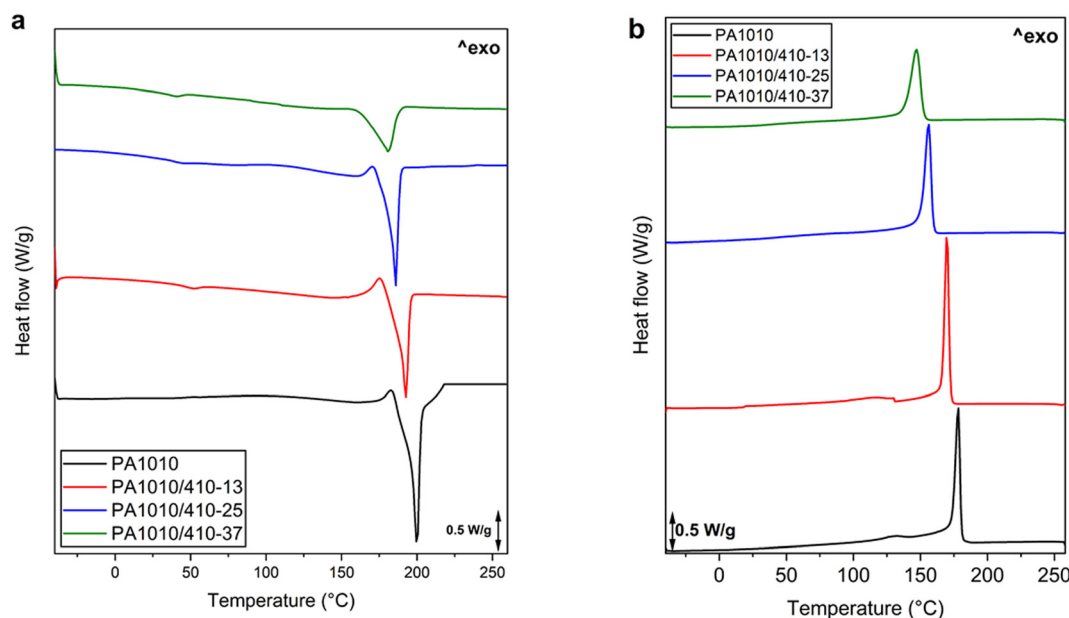 a
^exo
Heat flow (W/g)
PA1010
PA1010/410-13
PA1010/410-25
PA1010/410-37
0.5 W/g
0 50 100 150 200 250
Temperature (°C)
b
PA1010
PA1010/410-13
PA1010/410-25
PA1010/410-37
^exo
Heat flow (W/g)
0.5 W/g
0 50 100 150 200 250
Temperature (°C)